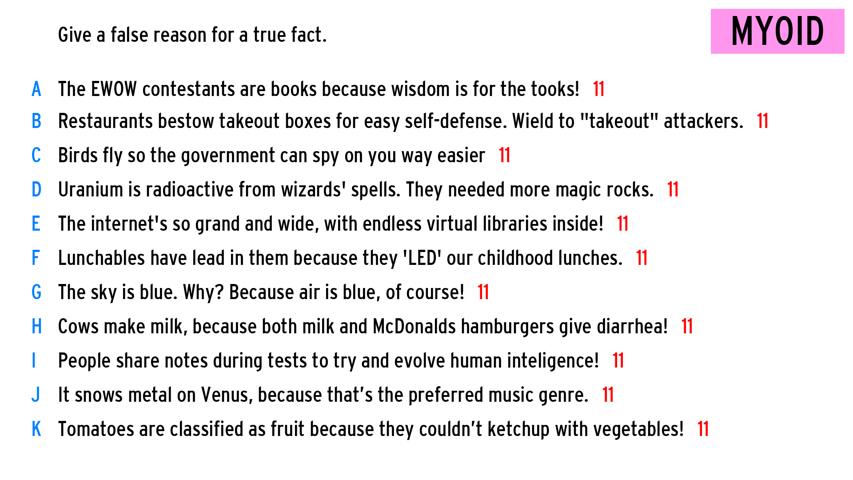 Give a false reason for a true fact.
MYOID
A The EWOW contestants are books because wisdom is for the tooks! 11
B Restaurants bestow takeout boxes for easy self-defense. Wield to "takeout" attackers. 11
C Birds fly so the government can spy on you way easier 11
D Uranium is radioactive from wizards' spells. They needed more magic rocks. 11
E The internet's so grand and wide, with endless virtual libraries inside! 11
F Lunchables have lead in them because they 'LED' our childhood lunches. 11
G The sky is blue. Why? Because air is blue, of course! 11
H Cows make milk, because both milk and McDonalds hamburgers give diarrhea! 11
I People share notes during tests to try and evolve human inteligence! 11
J It snows metal on Venus, because that’s the preferred music genre. 11
K Tomatoes are classified as fruit because they couldn’t ketchup with vegetables! 11